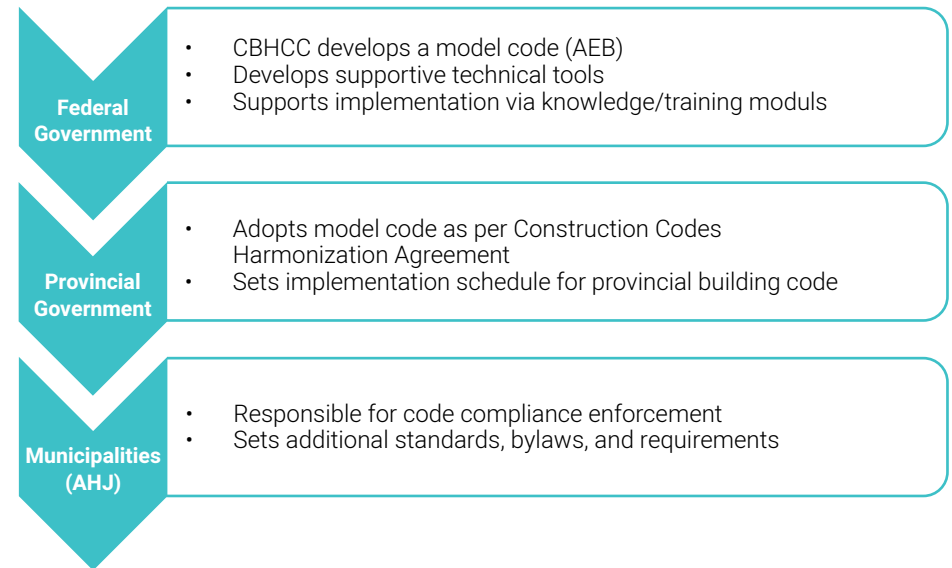 Federal
Government
• CBHCC develops a model code (AEB)
• Develops supportive technical tools
• Supports implementation via knowledge/training moduls
Provincial
Government
• Adopts model code as per Construction Codes
Harmonization Agreement
• Sets implementation schedule for provincial building code
Municipalities
(AHJ)
• Responsible for code compliance enforcement
• Sets additional standards, bylaws, and requirements